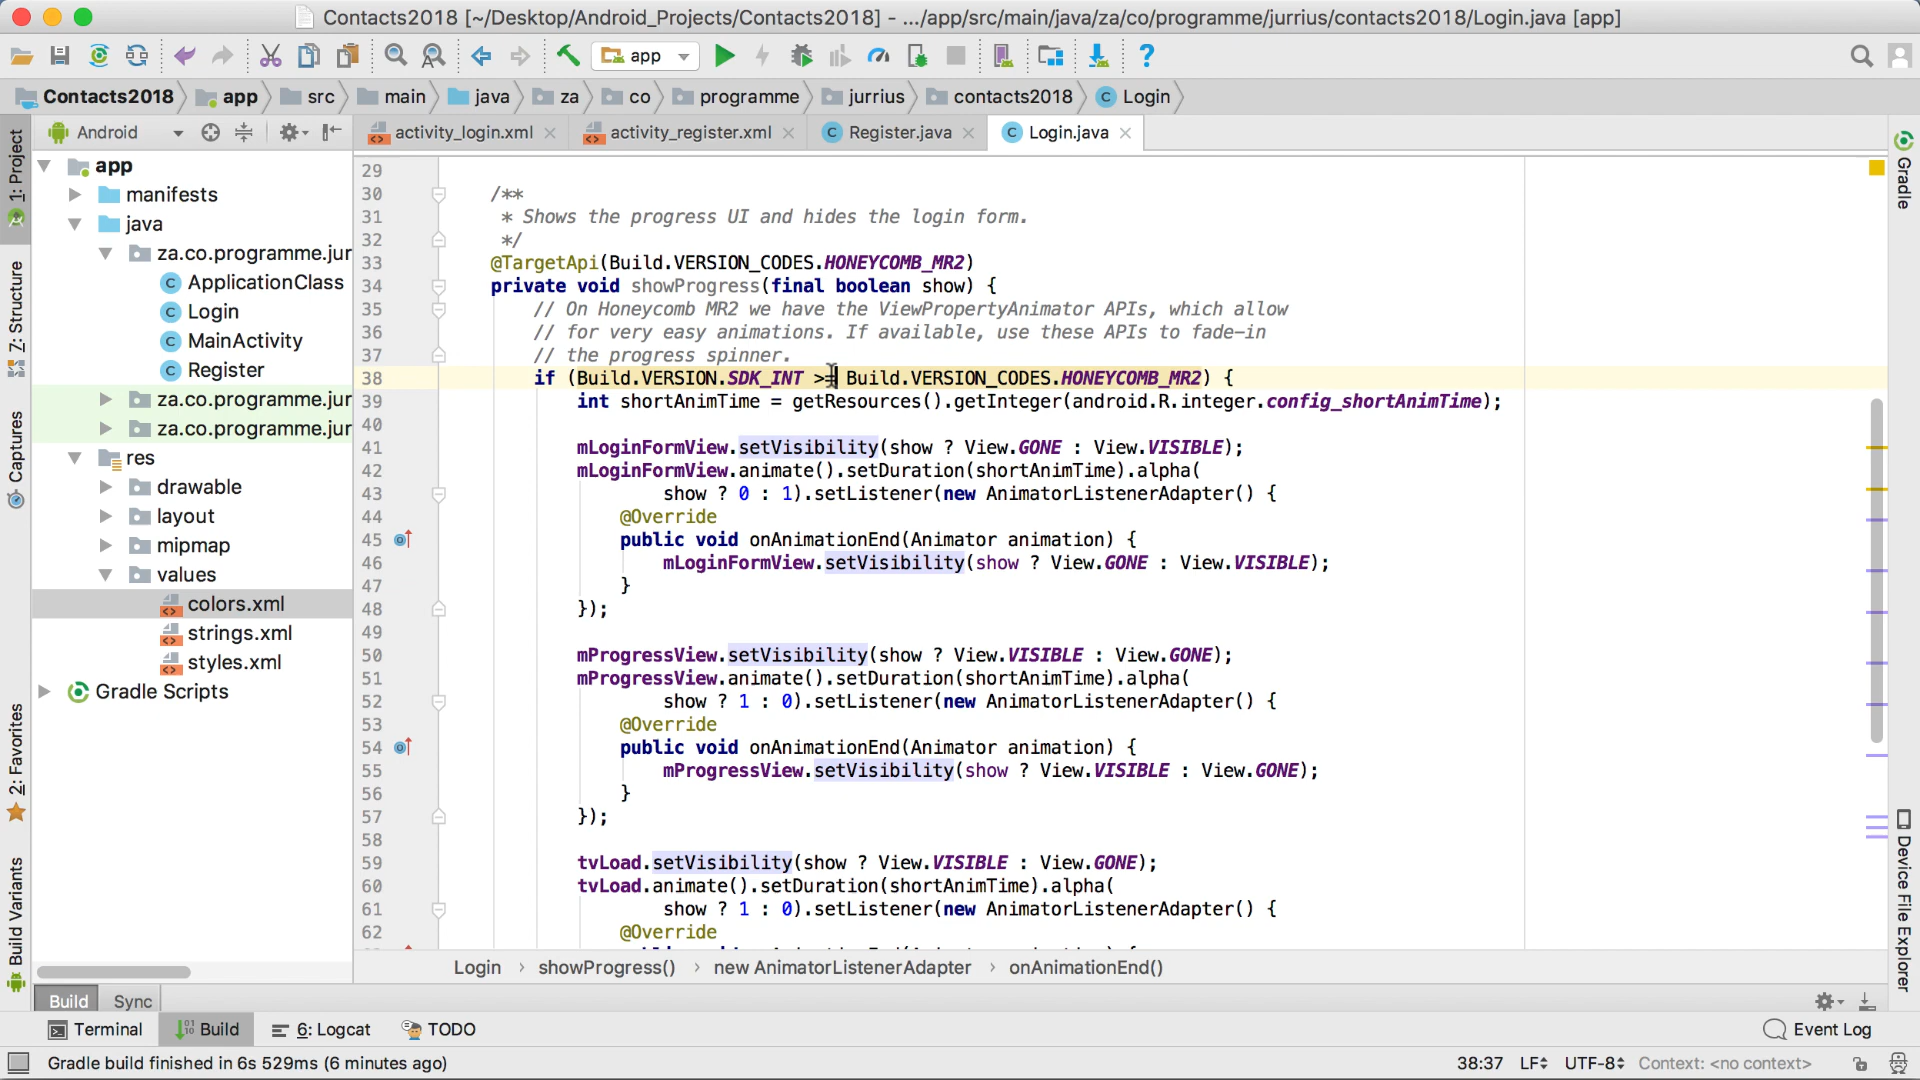 Contacts2018 [~/Desktop/Android_Projects/Contacts2018] - .../app/src/main/java/za/co/programme/jurrius/contacts2018/Login.java [app]
app
Contacts2018 app src main java za co programme jurrius contacts2018 Login
Android
activity_login.xml activity_register.xml Register.java Login.java
1: Project
Z: Structure
Captures
2: Favorites
Build Variants
app
manifests
java
za.co.programme.jur
ApplicationClass
Login
MainActivity
Register
za.co.programme.jur
za.co.programme.jur
res
drawable
layout
mipmap
values
colors.xml
strings.xml
styles.xml
Gradle Scripts
29
30 /**
31 * Shows the progress UI and hides the login form.
32 */
33 @TargetApi(Build.VERSION_CODES.HONEYCOMB_MR2)
34 private void showProgress(final boolean show) {
35 // On Honeycomb MR2 we have the ViewPropertyAnimator APIs, which allow
36 // for very easy animations. If available, use these APIs to fade-in
37 // the progress spinner.
38 if (Build.VERSION.SDK_INT >= Build.VERSION_CODES.HONEYCOMB_MR2) {
39 int shortAnimTime = getResources().getInteger(android.R.integer.config_shortAnimTime);
40
41 mLoginFormView.setVisibility(show ? View.GONE : View.VISIBLE);
42 mLoginFormView.animate().setDuration(shortAnimTime).alpha(
43 show ? 0 : 1).setListener(new AnimatorListenerAdapter() {
44 @Override
45 public void onAnimationEnd(Animator animation) {
46 mLoginFormView.setVisibility(show ? View.GONE : View.VISIBLE);
47 }
48 });
49
50 mProgressView.setVisibility(show ? View.VISIBLE : View.GONE);
51 mProgressView.animate().setDuration(shortAnimTime).alpha(
52 show ? 1 : 0).setListener(new AnimatorListenerAdapter() {
53 @Override
54 public void onAnimationEnd(Animator animation) {
55 mProgressView.setVisibility(show ? View.VISIBLE : View.GONE);
56 }
57 });
58
59 tvLoad.setVisibility(show ? View.VISIBLE : View.GONE);
60 tvLoad.animate().setDuration(shortAnimTime).alpha(
61 show ? 1 : 0).setListener(new AnimatorListenerAdapter() {
62 @Override
Gradle
Device File Explorer
Login › showProgress() › new AnimatorListenerAdapter › onAnimationEnd()
Build Sync
Terminal Build 6: Logcat TODO Event Log
Gradle build finished in 6s 529ms (6 minutes ago) 38:37 LF UTF-8 Context: <no context>